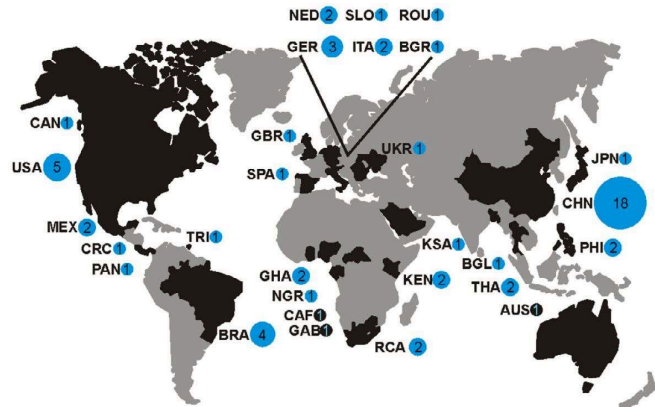 NED 2 SLO 1 ROU 1
GER 3 ITA 2 BGR 1
CAN 1
GBR 1
UKR 1
JPN 1
USA 5
SPA 1
CHN 18
MEX 2
TRI 1
CRC 1
KSA 1
PHI 2
PAN 1
GHA 2
KEN 2
BGL 1
NGR 1
THA 2
CAF 1
AUS 1
GAB 1
BRA 4
RCA 2